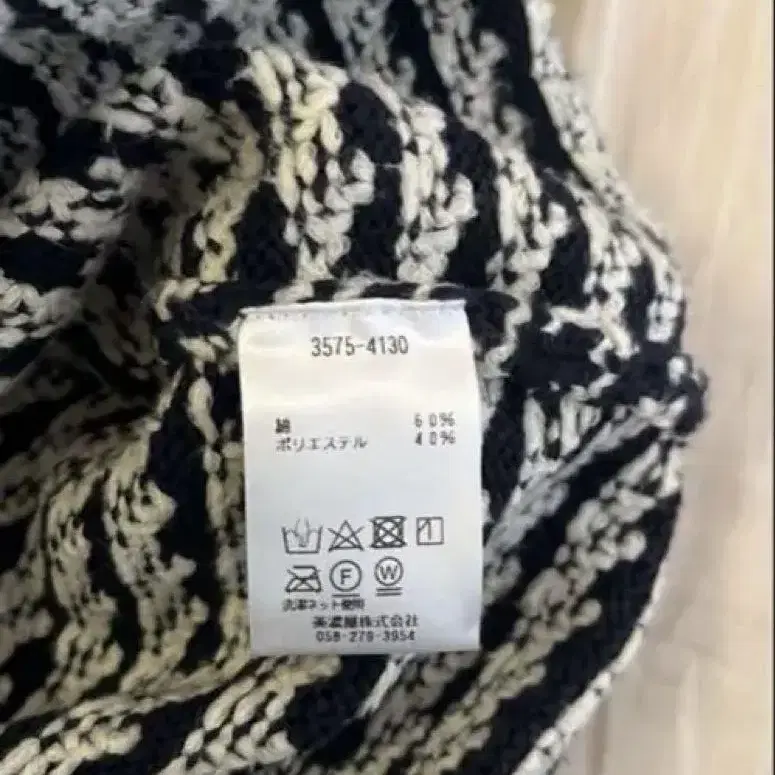 3575-4130
綿 60%
ポリエステル 40%
F W
洗濯ネット使用
美濃屋株式会社
058-279-3954